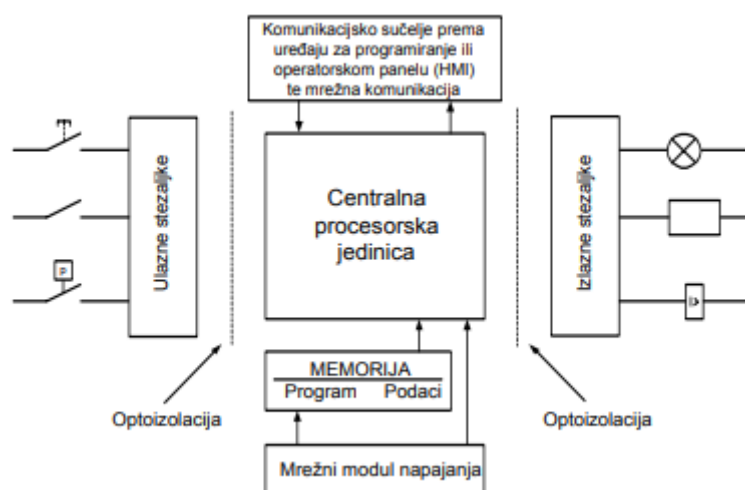 Komunikacijsko sučelje prema
uređaju za programiranje ili
operatorskom panelu (HMI)
te mrežna komunikacija
Ulazne stezaljke
P
Centralna
procesorska
jedinica
Izlazne stezaljke
MEMORIJA
Program Podaci
Optoizolacija
Optoizolacija
Mrežni modul napajanja